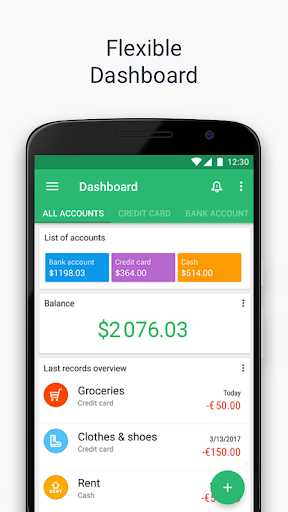 Flexible
Dashboard
12:30
Dashboard
ALL ACCOUNTS CREDIT CARD BANK ACCOUNT
List of accounts
Bank account Credit card Cash
$1198.03 $364.00 $514.00
Balance
$2 076.03
Last records overview
Groceries Today
Credit card -€ 50.00
Clothes & shoes 3/13/2017
Credit card -€150.00
RENT Rent
Cash
+